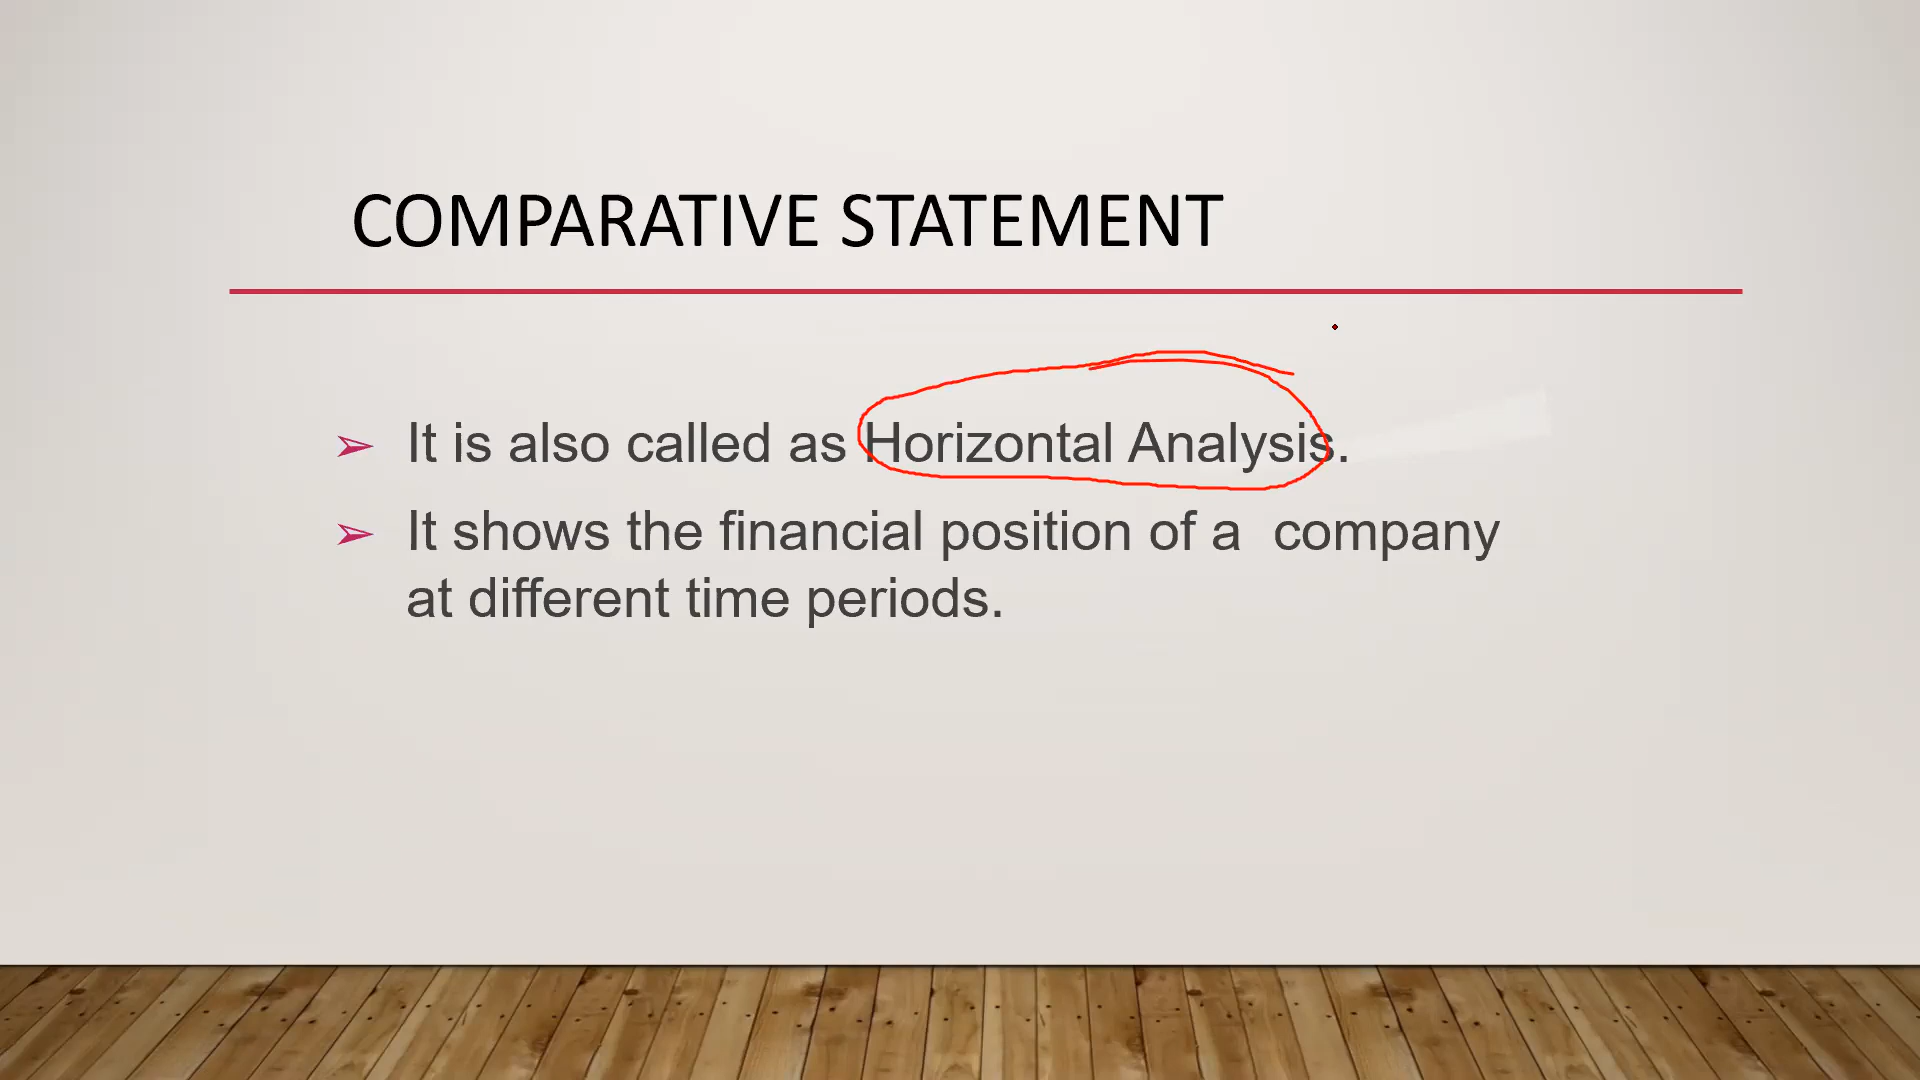 COMPARATIVE STATEMENT
➢ It is also called as Horizontal Analysis.
➢ It shows the financial position of a  company
at different time periods.